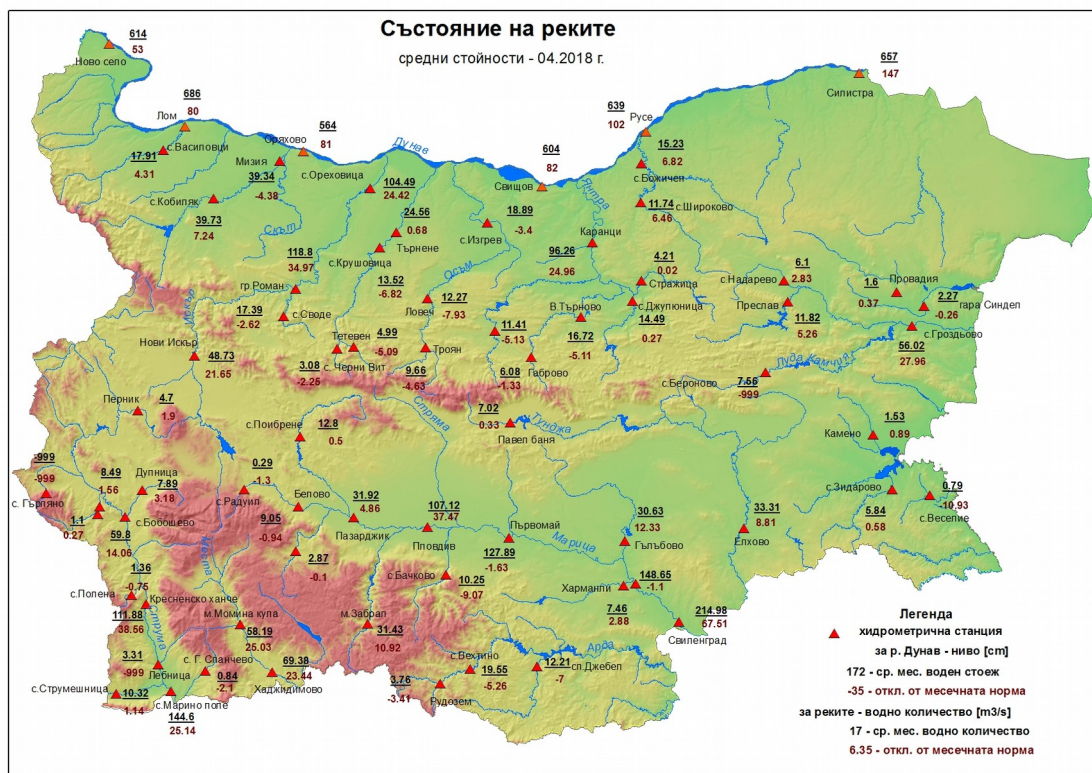 Състояние на реките
средни стойности - 04.2018 г.
614
53
Ново село
657
147
Силистра
686
80
Лом
564
81
Оряхово
639
102
Русе
604
82
Свищов
Дунав
с.Василовци
17.91
4.31
Мизия
39.34
-4.38
с.Кобиляк
39.73
7.24
Скът
с.Ореховица
104.49
24.42
24.56
0.68
Търнене
с.Крушовица
13.52
-6.82
18.89
-3.4
с.Изгрев
Янтра
15.23
6.82
с.Божичен
11.74
6.46
с.Широково
Каранци
96.26
24.96
118.8
34.97
гр.Роман
Искър
17.39
-2.62
с.Своде
Осъм
12.27
-7.93
Ловеч
4.21
0.02
Стражица
с.Джулюница
14.49
0.27
В.Търново
16.72
-5.11
11.41
-5.13
6.08
-1.33
Габрово
6.1
2.83
с.Надарево
Преслав
11.82
5.26
Провадия
1.6
0.37
2.27
-0.26
гара Синдел
с.Гроздьово
56.02
27.96
Луда Камчия
с.Бероново
7.56
-999
Нови Искър
48.73
21.65
Тетевен
4.99
-5.09
3.08
-2.25
с. Черни Вит
Троян
9.66
-4.63
Перник
4.7
1.9
Стряма
7.02
0.33
Павел баня
Тунджа
с.Поибрене
12.8
0.5
1.53
0.89
Камено
-999
-999
с. Гърляно
8.49
1.56
Дупница
7.89
3.18
1.1
0.27
с.Бобошево
59.8
14.06
0.29
-1.3
с.Радуил
Белово
9.05
-0.94
31.92
4.86
Пазарджик
2.87
-0.1
107.12
37.47
Пловдив
Първомай
127.89
-1.63
Марица
30.63
12.33
Гълъбово
33.31
8.81
Елхово
с.Зидарово
5.84
0.58
0.79
-10.93
с.Веселие
1.36
-0.75
с.Полена
Кресненско ханче
111.88
38.56
Струма
Места
м.Момина кула
58.19
25.03
с.Бачково
10.25
-9.07
м.Забрал
31.43
10.92
Харманли
148.65
-1.1
7.46
2.88
214.98
67.51
Свиленград
3.31
-999
Лебница
с. Г. Спанчево
0.84
-2.1
69.38
23.44
Хаджидимово
с.Струмешница
10.32
1.14
с.Марино поле
144.6
25.14
3.76
-3.41
Рудозем
с.Вехтино
19.55
-5.26
Арда
12.21
-7
сп.Джебел
Легенда
хидрометрична станция
за р. Дунав - ниво [cm]
172 - ср. мес. воден стоеж
-35 - откл. от месечната норма
за реките - водно количество [m3/s]
17 - ср. мес. водно количество
6.35 - откл. от месечната норма